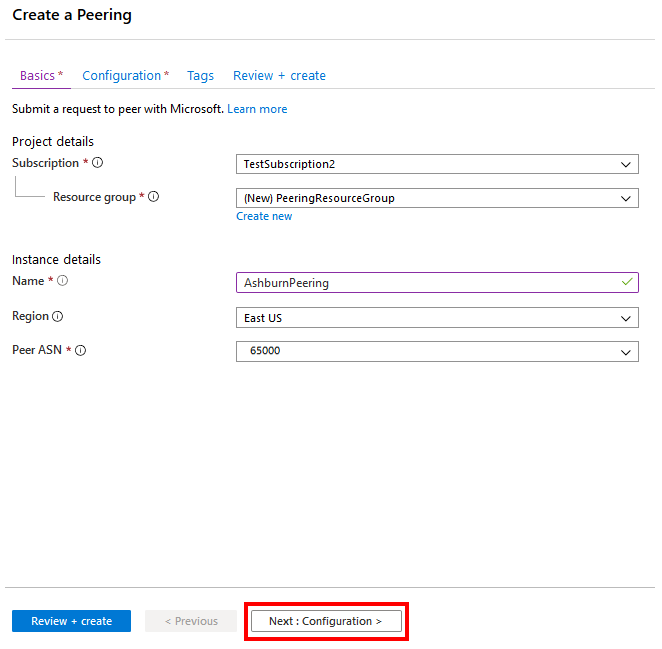 Create a Peering
Basics * Configuration * Tags Review + create
Submit a request to peer with Microsoft. Learn more
Project details
Subscription * TestSubscription2
Resource group * (New) PeeringResourceGroup
Create new
Instance details
Name * AshburnPeering
Region East US
Peer ASN * 65000
Review + create < Previous Next : Configuration >